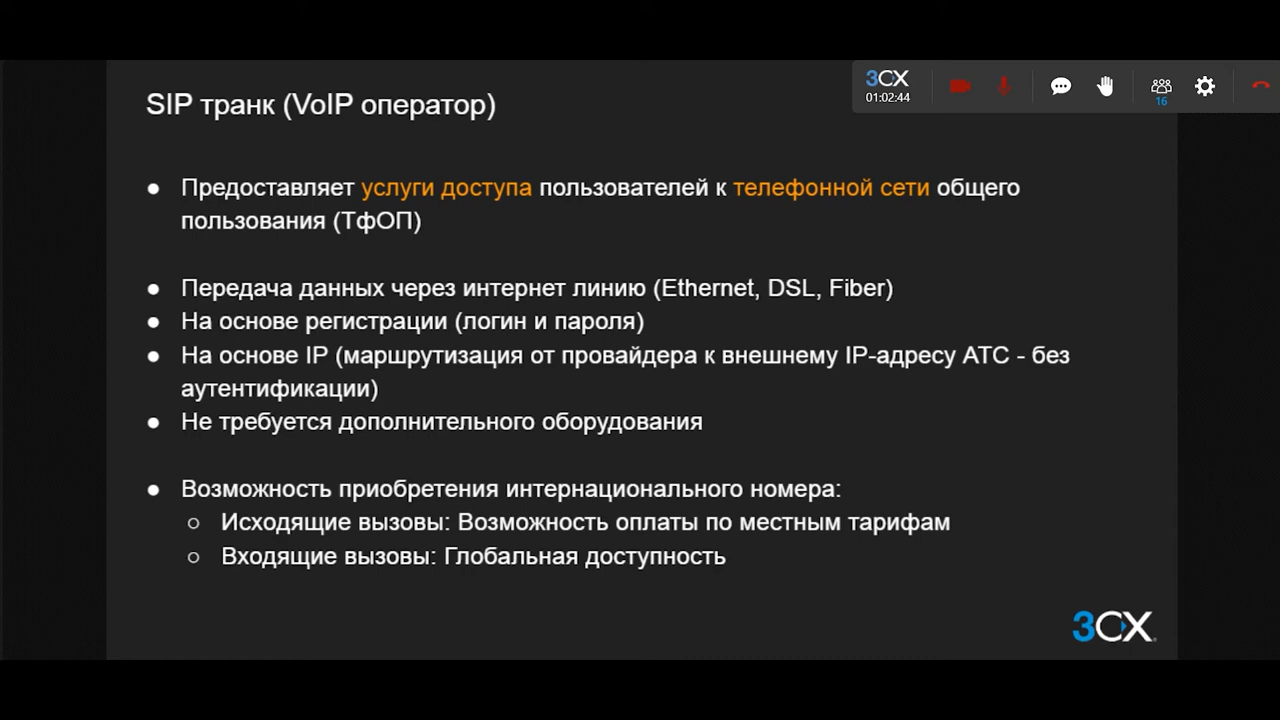 3CX
01:02:44
16
SIP транк (VoIP оператор)
● Предоставляет услуги доступа пользователей к телефонной сети общего
пользования (ТфОП)
● Передача данных через интернет линию (Ethernet, DSL, Fiber)
● На основе регистрации (логин и пароля)
● На основе IP (маршрутизация от провайдера к внешнему IP-адресу АТС - без
аутентификации)
● Не требуется дополнительного оборудования
● Возможность приобретения интернационального номера:
○ Исходящие вызовы: Возможность оплаты по местным тарифам
○ Входящие вызовы: Глобальная доступность
3CX